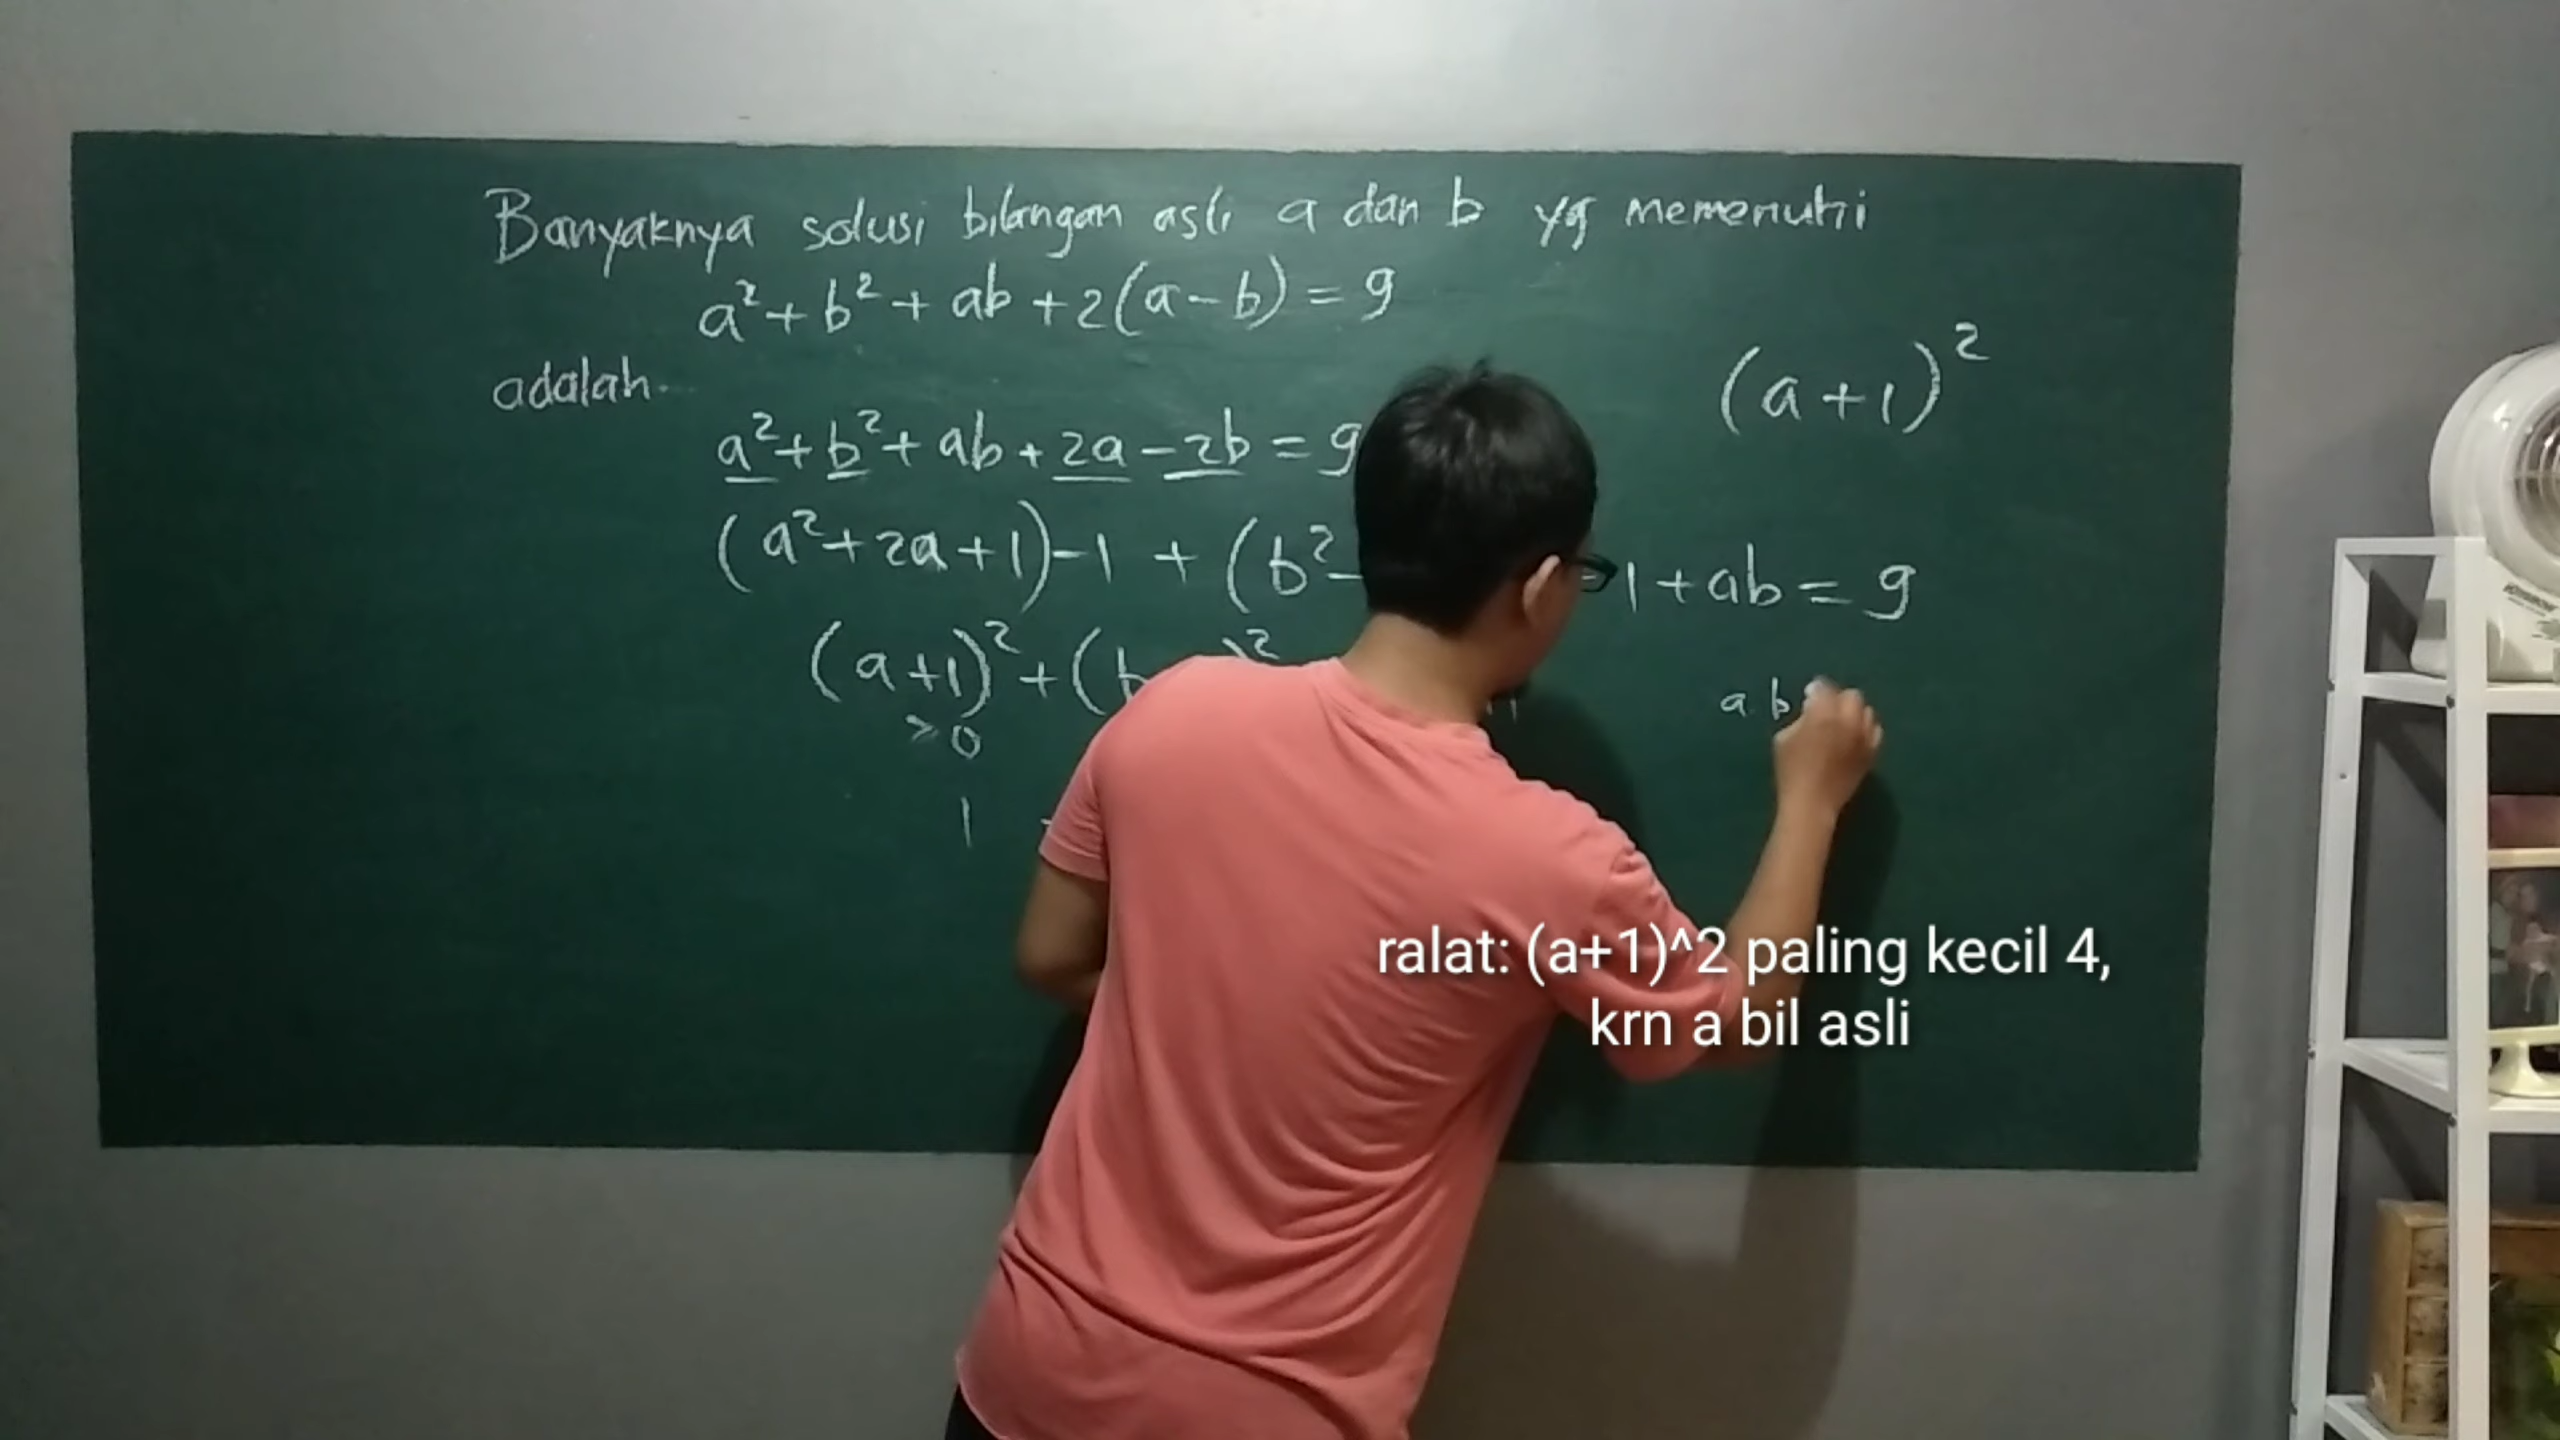 Banyaknya solusi bilangan asli a dan b yg memenuhi
a² + b² + ab + 2(a - b) = 9
adalah...
(a+1)²
a² + b² + ab + 2a - 2b = 9
(a² + 2a + 1) - 1 + (b² - - 1 + ab = 9
(a+1)² + (b )²
a b
≥ 0
1
ralat: (a+1)^2 paling kecil 4,
krn a bil asli